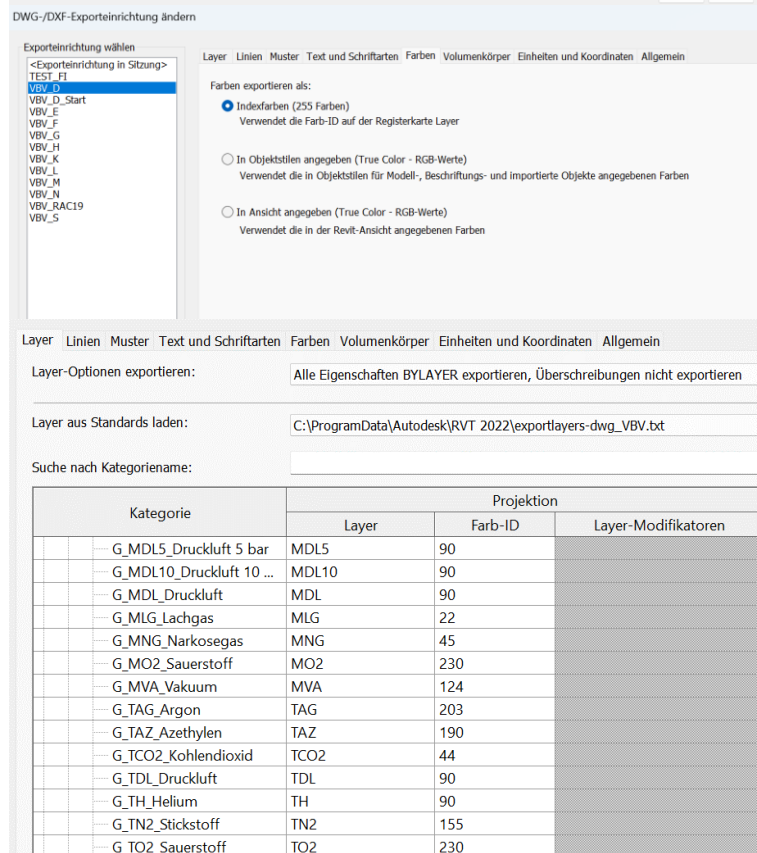 DWG-/DXF-Exporteinrichtung ändern
Exporteinrichtung wählen
<Exporteinrichtung in Sitzung>
TEST_FI
VBV_D
VBV_D_Start
VBV_E
VBV_F
VBV_G
VBV_H
VBV_K
VBV_L
VBV_M
VBV_N
VBV_RAC19
VBV_S
Layer Linien Muster Text und Schriftarten Farben Volumenkörper Einheiten und Koordinaten Allgemein
Farben exportieren als:
Indexfarben (255 Farben)
Verwendet die Farb-ID auf der Registerkarte Layer
In Objektstilen angegeben (True Color - RGB-Werte)
Verwendet die in Objektstilen für Modell-, Beschriftungs- und importierte Objekte angegebenen Farben
In Ansicht angegeben (True Color - RGB-Werte)
Verwendet die in der Revit-Ansicht angegebenen Farben
Layer Linien Muster Text und Schriftarten Farben Volumenkörper Einheiten und Koordinaten Allgemein
Layer-Optionen exportieren: Alle Eigenschaften BYLAYER exportieren, Überschreibungen nicht exportieren
Layer aus Standards laden: C:\ProgramData\Autodesk\RVT 2022\exportlayers-dwg_VBV.txt
Suche nach Kategoriename:
Kategorie Projektion
Layer Farb-ID Layer-Modifikatoren
G_MDL5_Druckluft 5 bar MDL5 90
G_MDL10_Druckluft 10 ... MDL10 90
G_MDL_Druckluft MDL 90
G_MLG_Lachgas MLG 22
G_MNG_Narkosegas MNG 45
G_MO2_Sauerstoff MO2 230
G_MVA_Vakuum MVA 124
G_TAG_Argon TAG 203
G_TAZ_Azethylen TAZ 190
G_TCO2_Kohlendioxid TCO2 44
G_TDL_Druckluft TDL 90
G_TH_Helium TH 90
G_TN2_Stickstoff TN2 155
G_TO2_Sauerstoff TO2 230